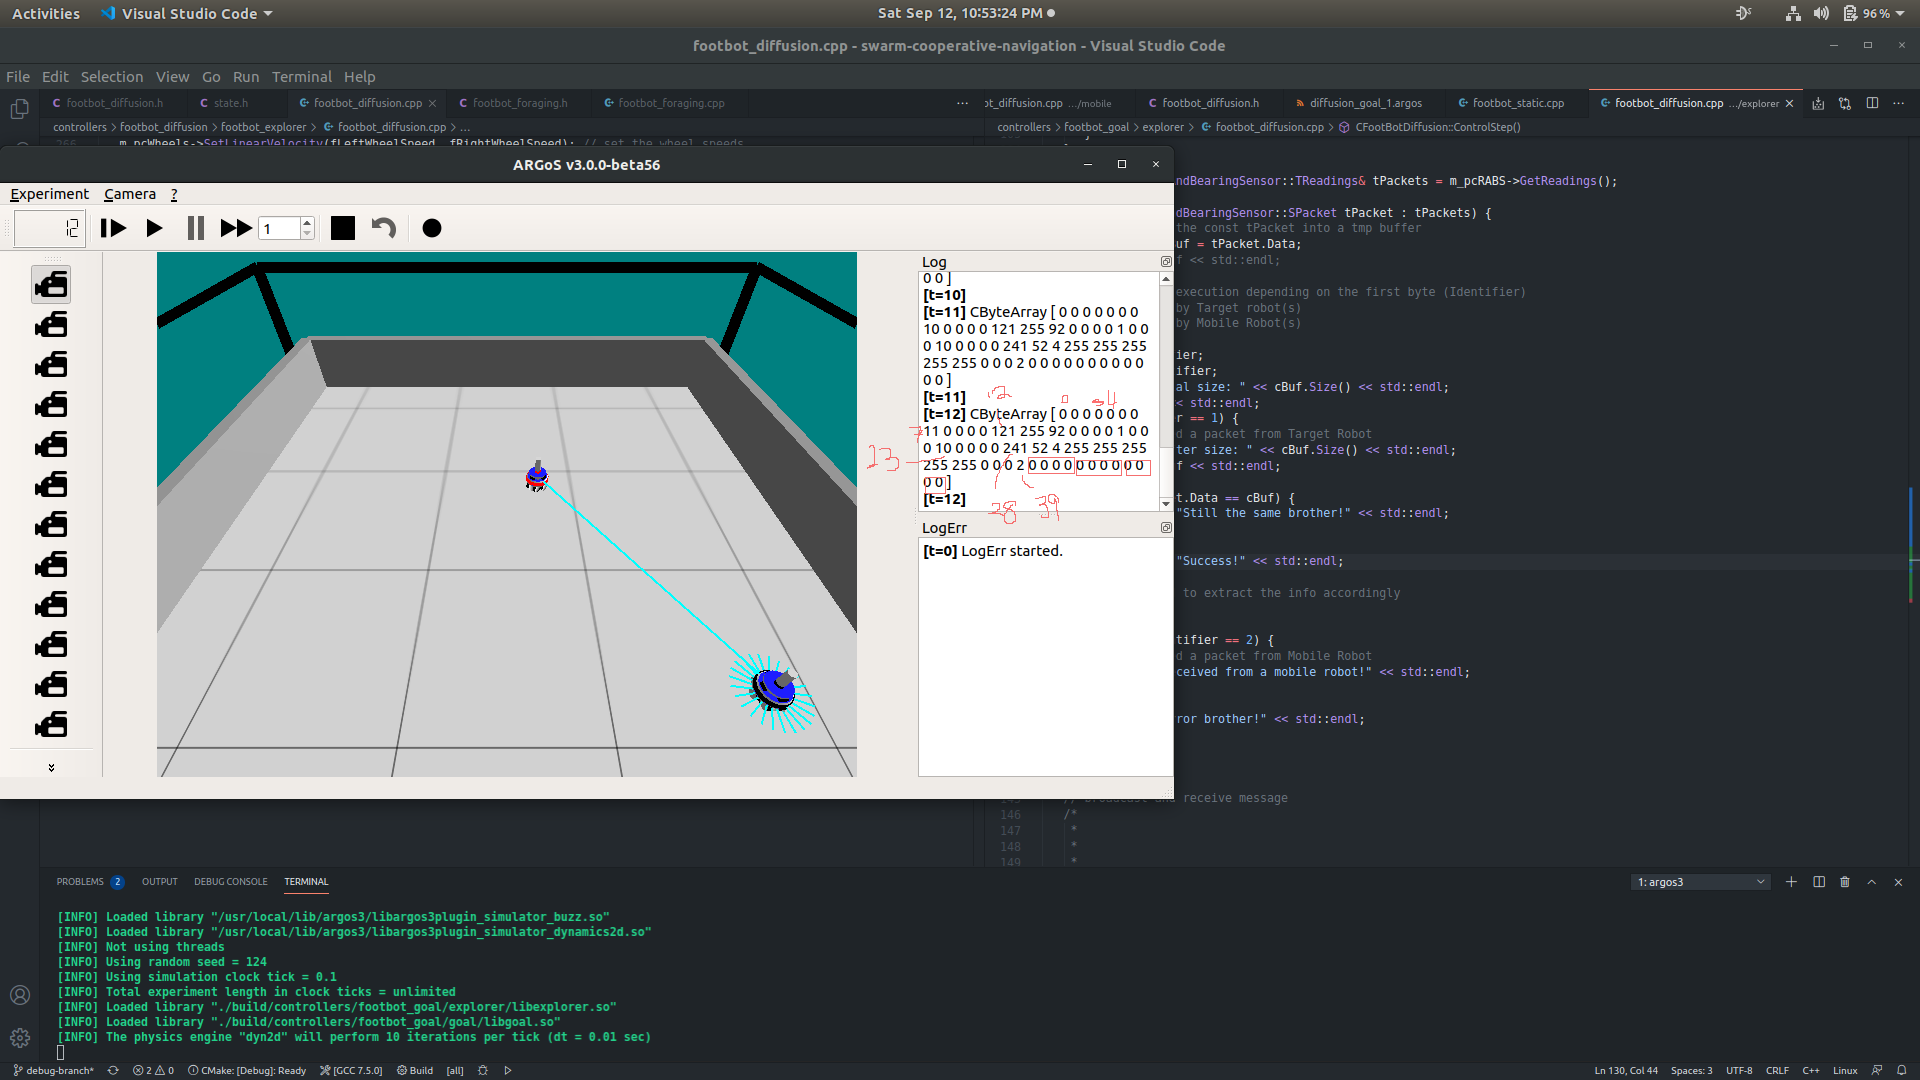 Activities Visual Studio Code Sat Sep 12, 10:53:24 PM 96 %
footbot_diffusion.cpp - swarm-cooperative-navigation - Visual Studio Code
File Edit Selection View Go Run Terminal Help
footbot_diffusion.h state.h footbot_diffusion.cpp footbot_foraging.h footbot_foraging.cpp ··· ot_diffusion.cpp .../mobile footbot_diffusion.h diffusion_goal_1.argos footbot_static.cpp footbot_diffusion.cpp .../explorer ···
controllers > footbot_diffusion > footbot_explorer > footbot_diffusion.cpp > ... controllers > footbot_goal > explorer > footbot_diffusion.cpp > CFootBotDiffusion::ControlStep()
266 m_pcWheels->SetLinearVelocity(fLeftWheelSpeed, fRightWheelSpeed); // set the wheel speeds
ARGoS v3.0.0-beta56
Experiment Camera ?
12 1
Log
0 0 ]
[t=10]
[t=11] CByteArray [ 0 0 0 0 0 0 0
10 0 0 0 0 121 255 92 0 0 0 0 1 0 0
0 10 0 0 0 0 241 52 4 255 255 255
255 255 0 0 0 2 0 0 0 0 0 0 0 0 0 0
0 0 ]
[t=11]
12 0 4
[t=12] CByteArray [ 0 0 0 0 0 0 0
7
11 0 0 0 0 121 255 92 0 0 0 0 1 0 0
0 10 0 0 0 0 241 52 4 255 255 255
23
255 255 0 0 0 2 0 0 0 0 0 0 0 0 0 0
0 0 ]
[t=12]
38 39
LogErr
[t=0] LogErr started.
ndBearingSensor::TReadings& tPackets = m_pcRABS->GetReadings();
ndBearingSensor::SPacket tPacket : tPackets) {
the const tPacket into a tmp buffer
uf = tPacket.Data;
f << std::endl;
execution depending on the first byte (Identifier)
by Target robot(s)
by Mobile Robot(s)
ier;
ifier;
al size: " << cBuf.Size() << std::endl;
<< std::endl;
r == 1) {
d a packet from Target Robot
ter size: " << cBuf.Size() << std::endl;
f << std::endl;
t.Data == cBuf) {
"Still the same brother!" << std::endl;
"Success!" << std::endl;
to extract the info accordingly
tifier == 2) {
d a packet from Mobile Robot
ceived from a mobile robot!" << std::endl;
ror brother!" << std::endl;
145 // broadcast and receive message
146 /*
147 *
148 *
149 *
PROBLEMS 2 OUTPUT DEBUG CONSOLE TERMINAL 1: argos3
[INFO] Loaded library "/usr/local/lib/argos3/libargos3plugin_simulator_buzz.so"
[INFO] Loaded library "/usr/local/lib/argos3/libargos3plugin_simulator_dynamics2d.so"
[INFO] Not using threads
[INFO] Using random seed = 124
[INFO] Using simulation clock tick = 0.1
[INFO] Total experiment length in clock ticks = unlimited
[INFO] Loaded library "./build/controllers/footbot_goal/explorer/libexplorer.so"
[INFO] Loaded library "./build/controllers/footbot_goal/goal/libgoal.so"
[INFO] The physics engine "dyn2d" will perform 10 iterations per tick (dt = 0.01 sec)
debug-branch* 2 0 CMake: [Debug]: Ready [GCC 7.5.0] Build [all] Ln 130, Col 44 Spaces: 3 UTF-8 CRLF C++ Linux